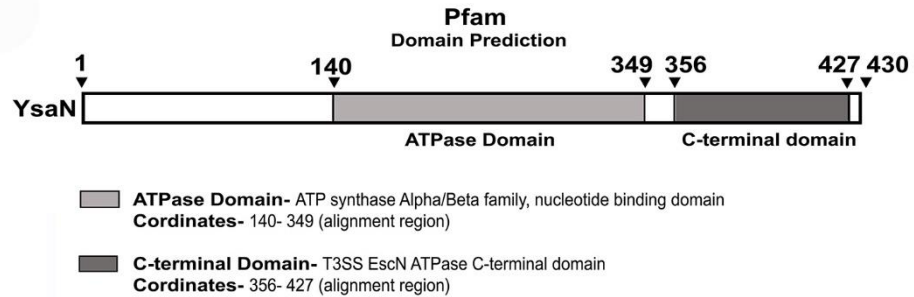 Pfam
Domain Prediction
1 140 349 356 427 430
YsaN
ATPase Domain C-terminal domain
ATPase Domain- ATP synthase Alpha/Beta family, nucleotide binding domain
Cordinates- 140- 349 (alignment region)
C-terminal Domain- T3SS EscN ATPase C-terminal domain
Coordinates- 356- 427 (alignment region)